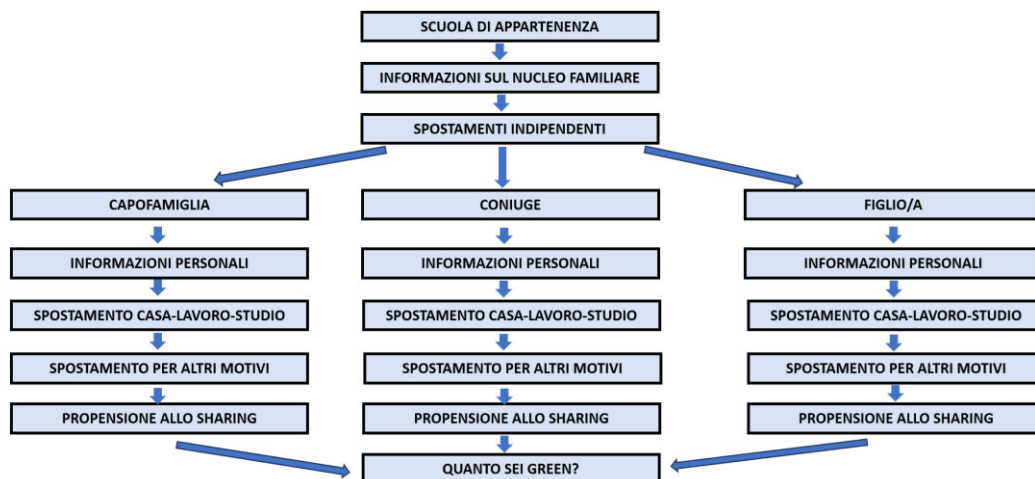 SCUOLA DI APPARTENENZA
INFORMAZIONI SUL NUCLEO FAMILIARE
SPOSTAMENTI INDIPENDENTI
CAPOFAMIGLIA
INFORMAZIONI PERSONALI
SPOSTAMENTO CASA-LAVORO-STUDIO
SPOSTAMENTO PER ALTRI MOTIVI
PROPENSIONE ALLO SHARING
CONIUGE
INFORMAZIONI PERSONALI
SPOSTAMENTO CASA-LAVORO-STUDIO
SPOSTAMENTO PER ALTRI MOTIVI
PROPENSIONE ALLO SHARING
FIGLIO/A
INFORMAZIONI PERSONALI
SPOSTAMENTO CASA-LAVORO-STUDIO
SPOSTAMENTO PER ALTRI MOTIVI
PROPENSIONE ALLO SHARING
QUANTO SEI GREEN?